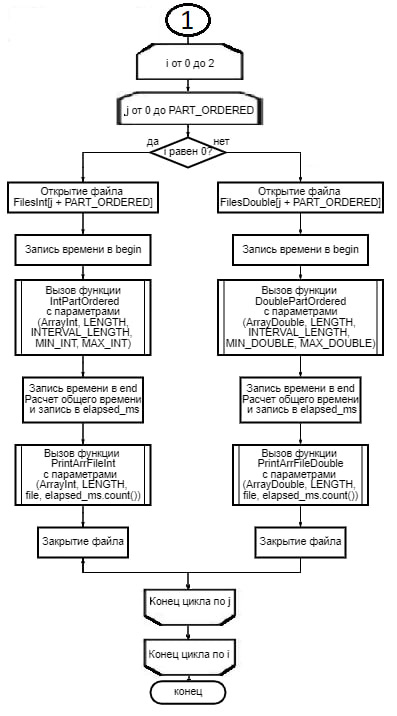 1
i от 0 до 2
j от 0 до PART_ORDERED
да
нет
i равен 0?
Открытие файла
FilesInt[j + PART_ORDERED]
Запись времени в begin
Вызов функции
IntPartOrdered
с параметрами
(ArrayInt, LENGTH,
INTERVAL_LENGTH,
MIN_INT, MAX_INT)
Запись времени в end
Расчет общего времени
и запись в elapsed_ms
Вызов функции
PrintArrFileInt
с параметрами
(ArrayInt, LENGTH,
file, elapsed_ms.count())
Закрытие файла
Открытие файла
FilesDouble[j + PART_ORDERED]
Запись времени в begin
Вызов функции
DoublePartOrdered
с параметрами
(ArrayDouble, LENGTH,
INTERVAL_LENGTH,
MIN_DOUBLE, MAX_DOUBLE)
Запись времени в end
Расчет общего времени
и запись в elapsed_ms
Вызов функции
PrintArrFileDouble
с параметрами
(ArrayDouble, LENGTH,
file, elapsed_ms.count())
Закрытие файла
Конец цикла по j
Конец цикла по i
конец